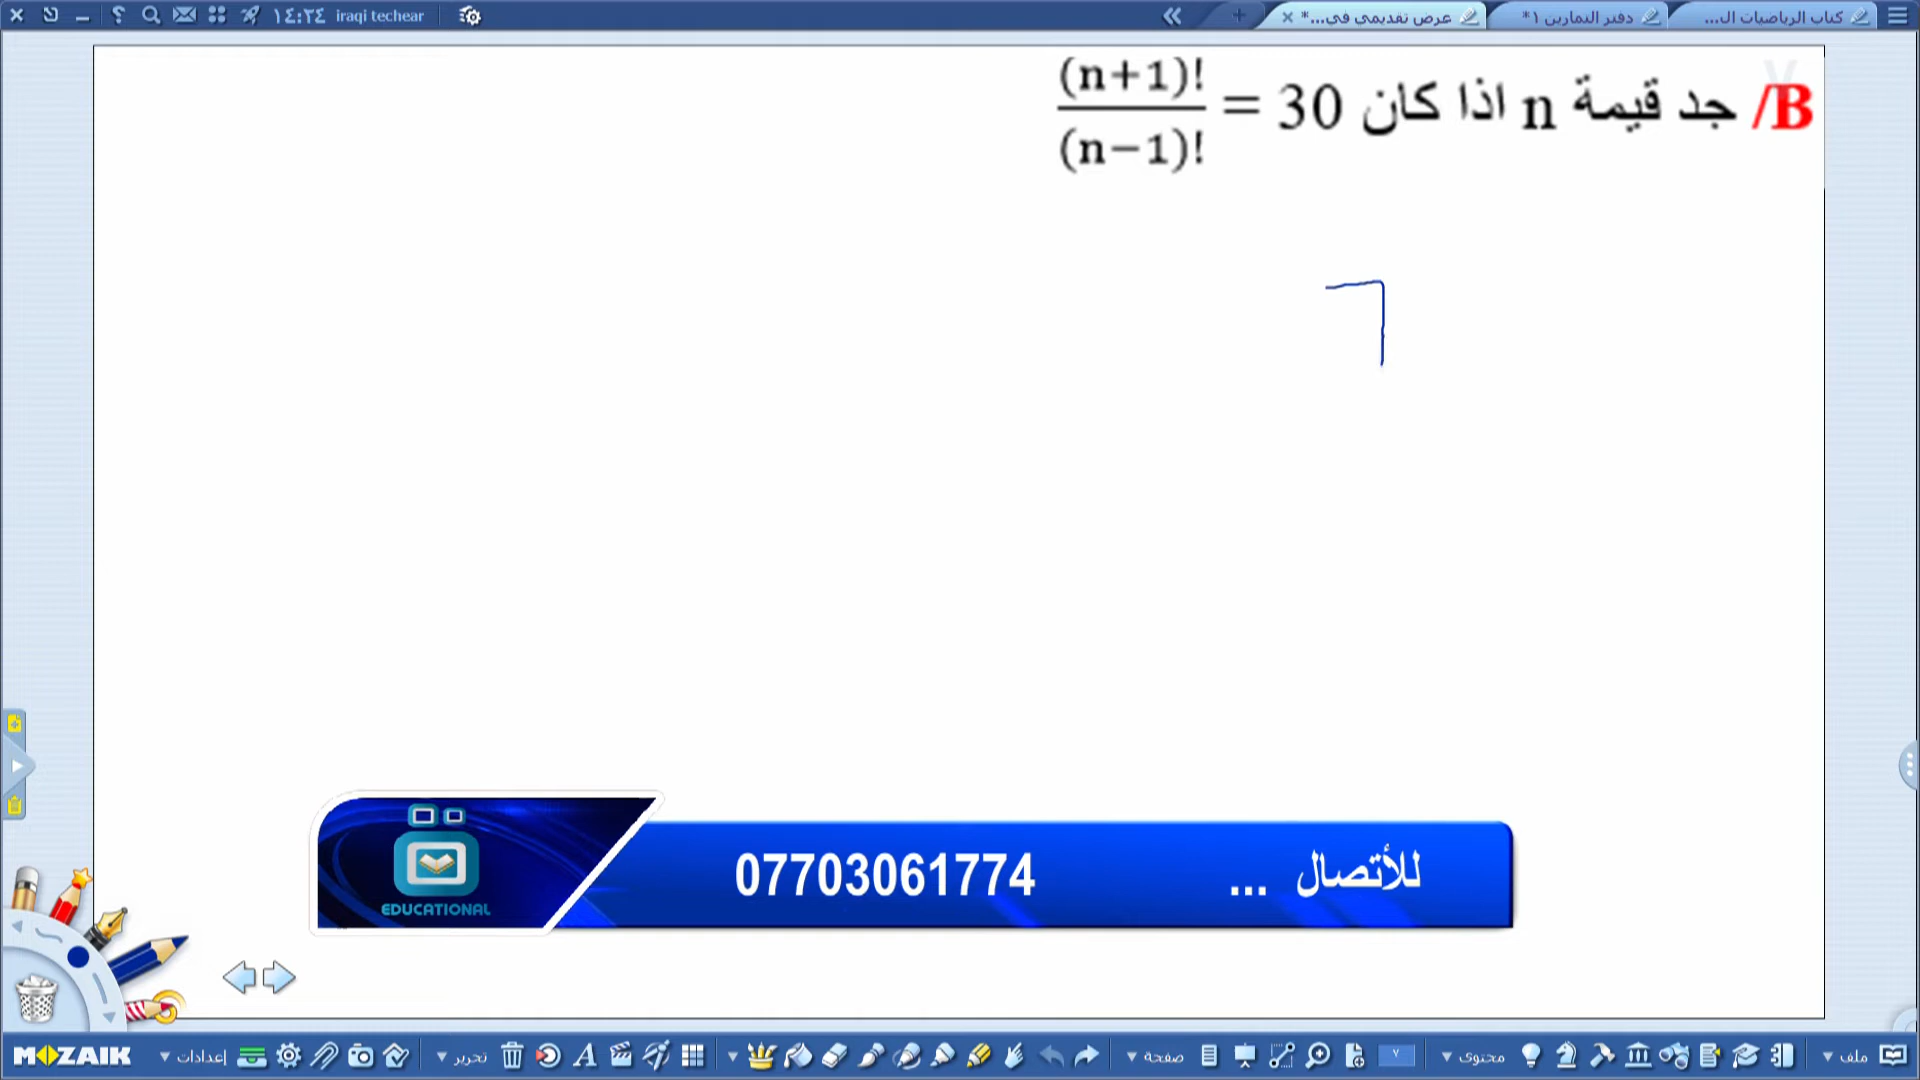 ١٤:٢٤ iraqi techear
عرض تقديمي في...*
دفتر التمارين ١*
كتاب الرياضيات ال...
B/ جد قيمة n اذا كان (n+1)!/(n−1)! = 30
للأتصال ... 07703061774
EDUCATIONAL
MOZAIK
إعدادات
تحرير
صفحة
٧
محتوى
ملف